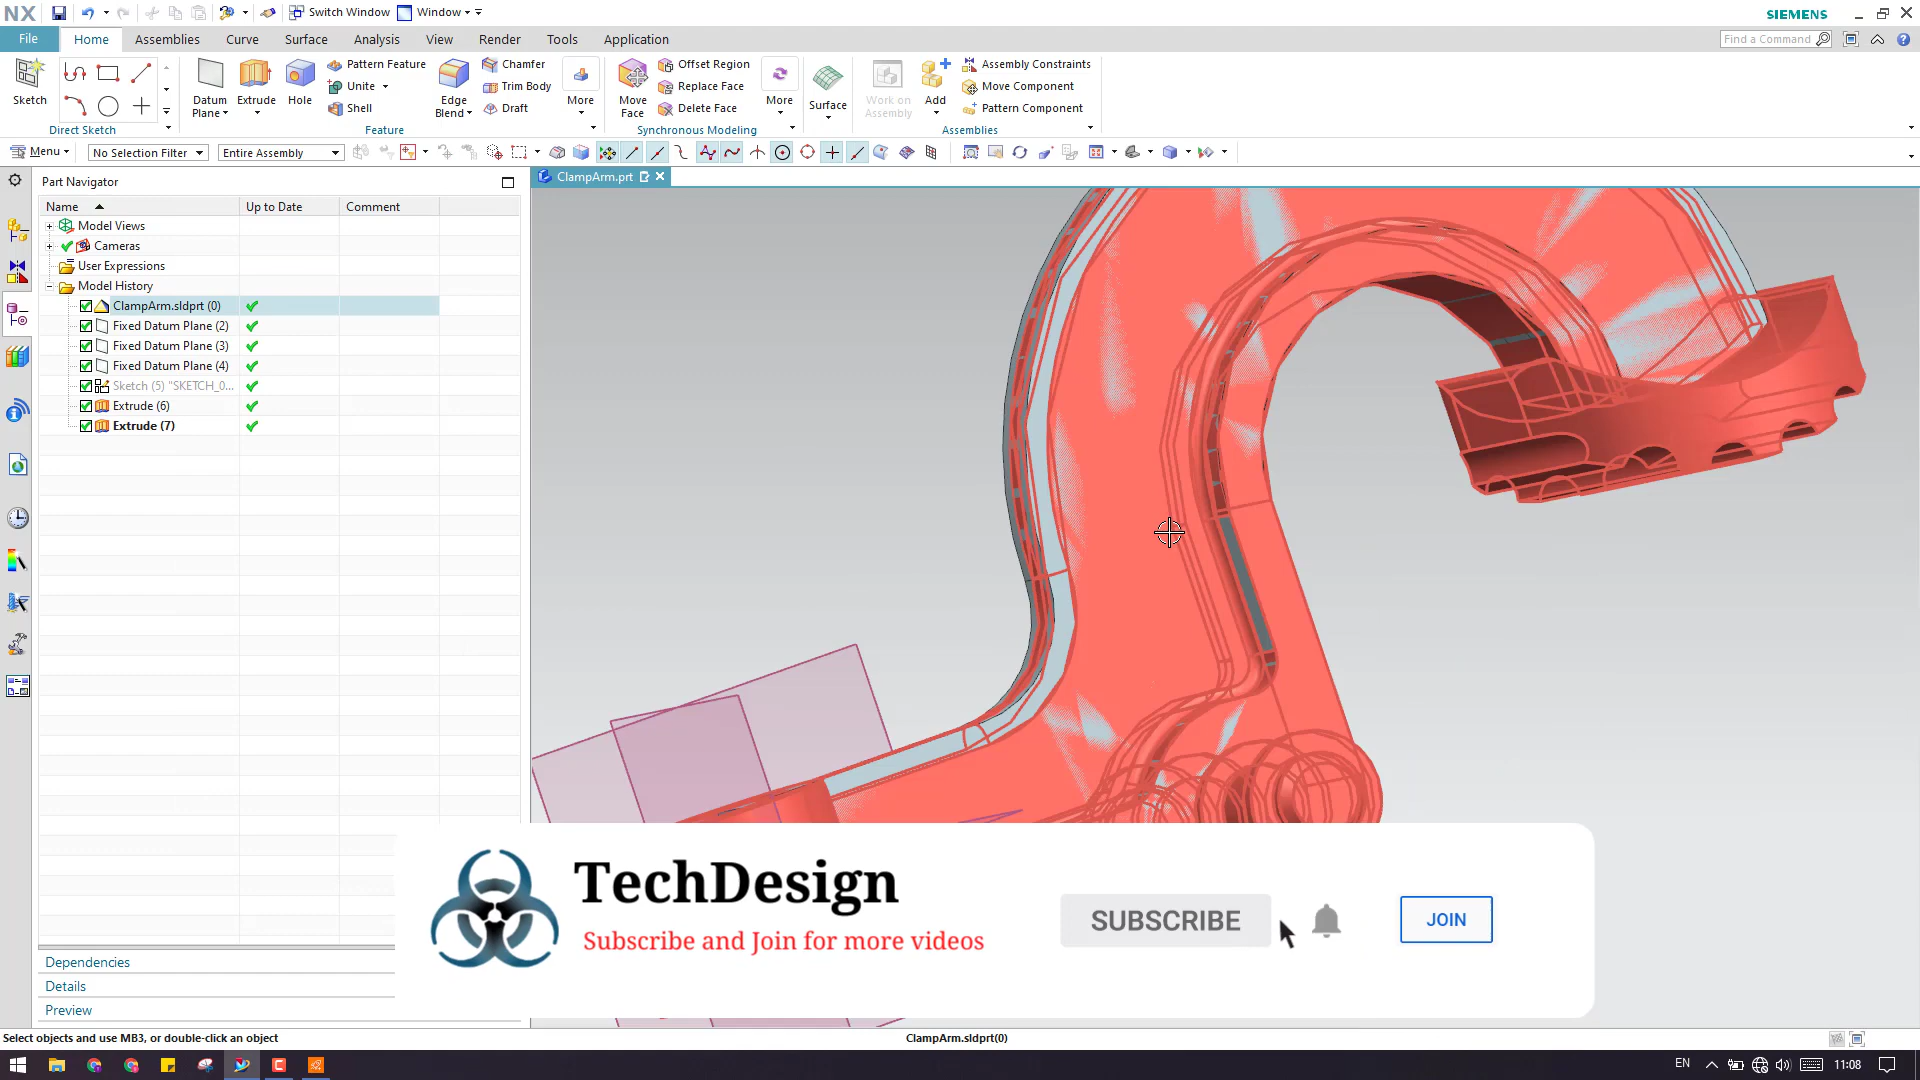 NX
Switch Window
Window
SIEMENS
File
Home
Assemblies
Curve
Surface
Analysis
View
Render
Tools
Application
Find a Command
Sketch
Direct Sketch
Datum
Plane
Extrude
Hole
Pattern Feature
Unite
Shell
Edge
Blend
Chamfer
Trim Body
Draft
More
Feature
Move
Face
Offset Region
Replace Face
Delete Face
More
Synchronous Modeling
Surface
Work on
Assembly
Add
Assembly Constraints
Move Component
Pattern Component
Assemblies
Menu
No Selection Filter
Entire Assembly
Part Navigator
ClampArm.prt
Name
Up to Date
Comment
Model Views
Cameras
User Expressions
Model History
ClampArm.sldprt (0)
Fixed Datum Plane (2)
Fixed Datum Plane (3)
Fixed Datum Plane (4)
Sketch (5) "SKETCH_0...
Extrude (6)
Extrude (7)
Dependencies
Details
Preview
TechDesign
Subscribe and Join for more videos
SUBSCRIBE
JOIN
Select objects and use MB3, or double-click an object
ClampArm.sldprt(0)
EN
11:08